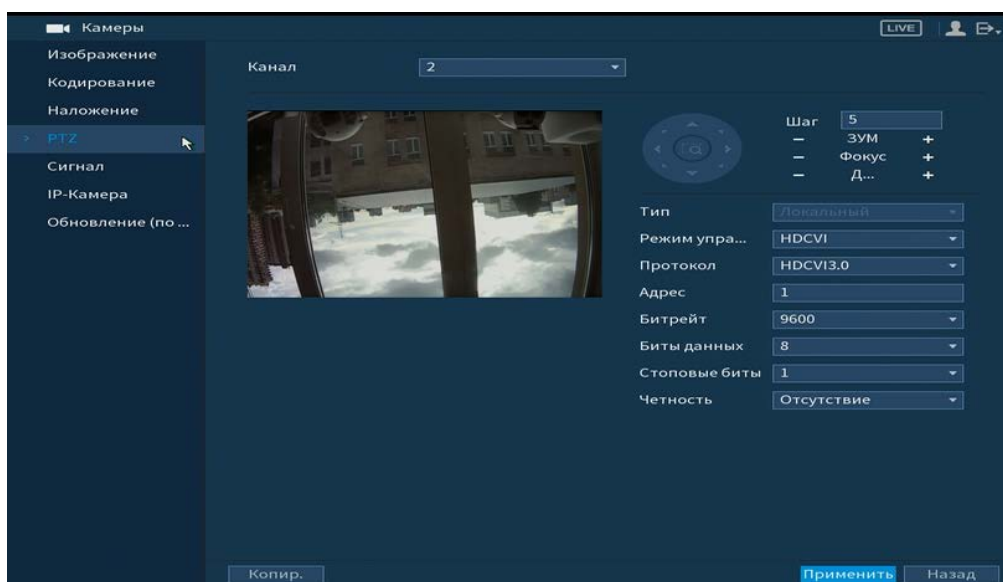 Камеры
LIVE
Изображение
Кодирование
Наложение
> PTZ
Сигнал
IP-Камера
Обновление (по ...
Канал 2
Шаг 5
− ЗУМ +
− Фокус +
− Д... +
Тип Локальный
Режим упра... HDCVI
Протокол HDCVI3.0
Адрес 1
Битрейт 9600
Биты данных 8
Стоповые биты 1
Четность Отсутствие
Копир. Применить Назад